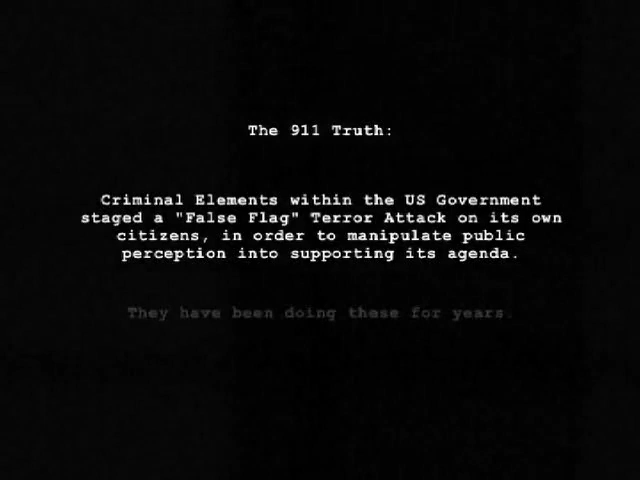 The 911 Truth:
Criminal Elements within the US Government
staged a "False Flag" Terror Attack on its own
citizens, in order to manipulate public
perception into supporting its agenda.
They have been doing these for years.